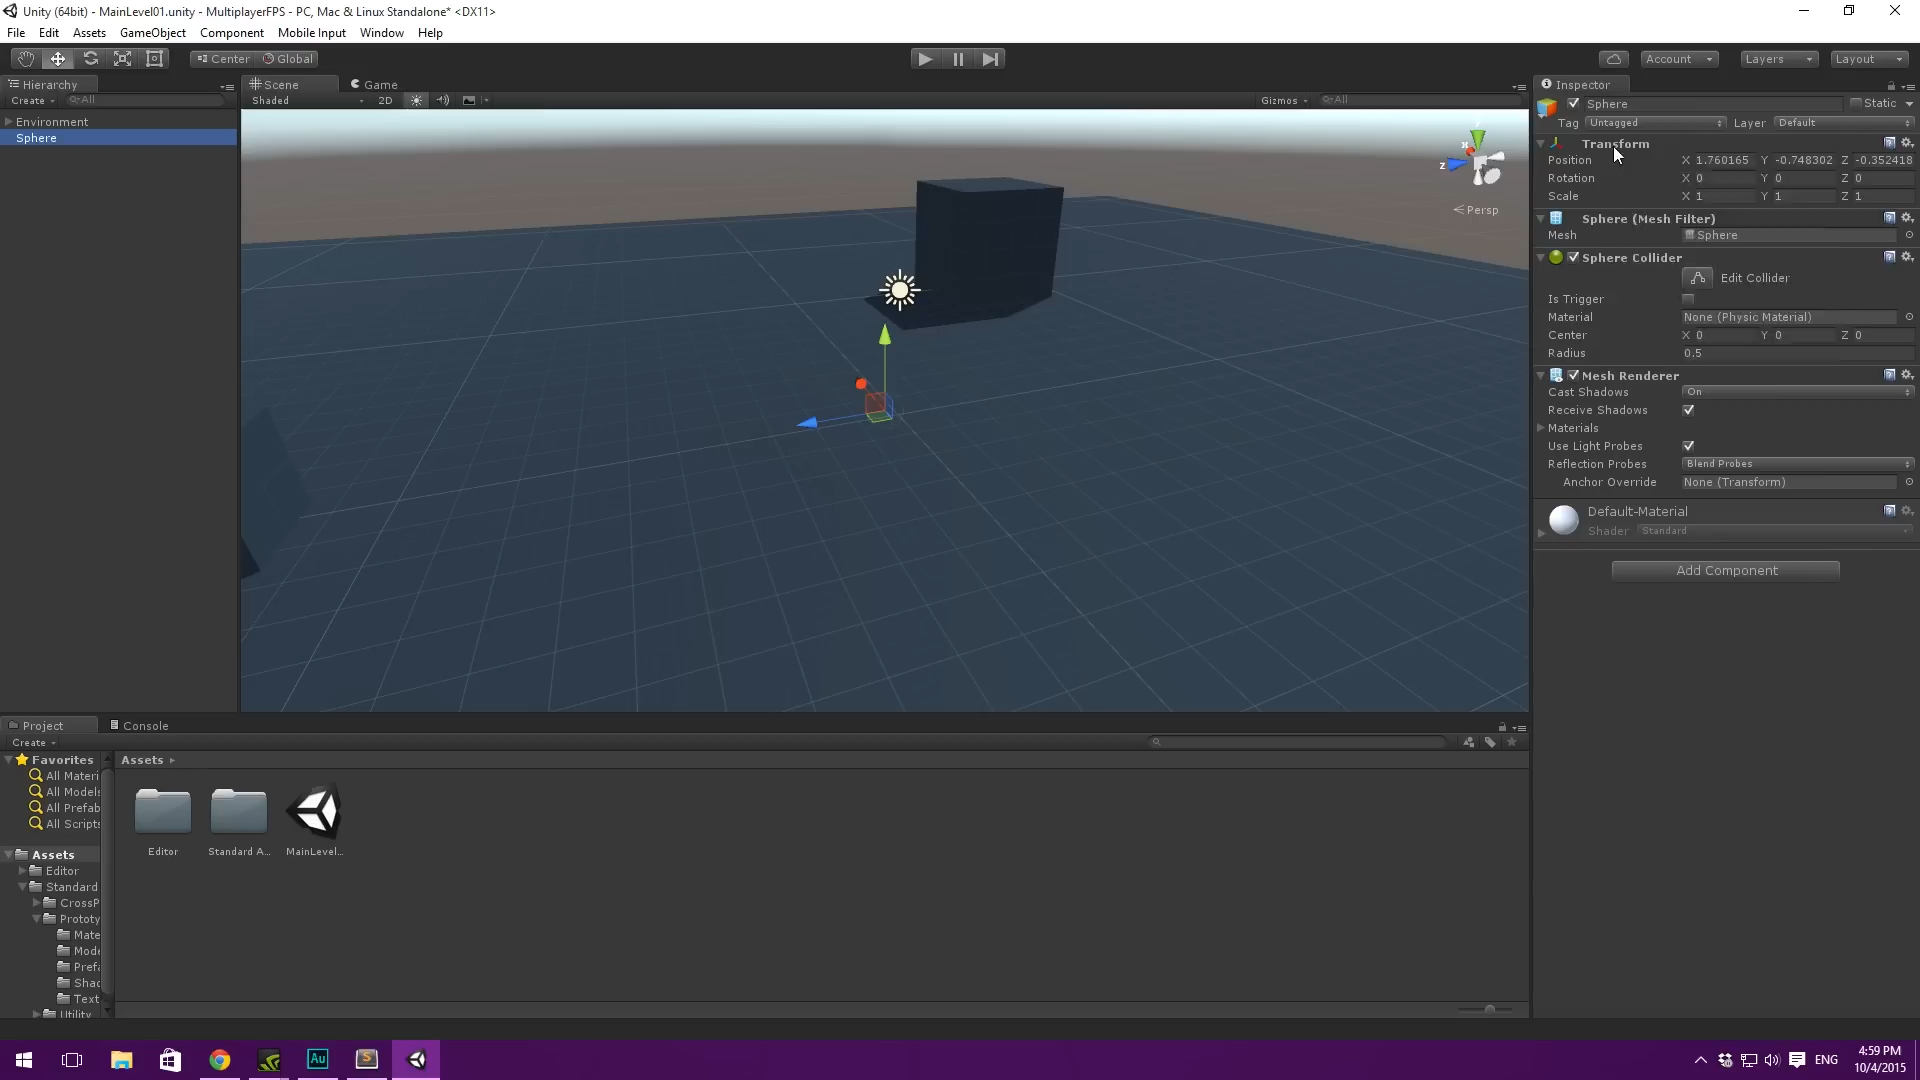 Unity (64bit) - MainLevel01.unity - MultiplayerFPS - PC, Mac & Linux Standalone* <DX11>
File Edit Assets GameObject Component Mobile Input Window Help
Center Global Account Layers Layout
Hierarchy
Create All
Environment
Sphere
Scene Game
Shaded 2D Gizmos All
x
z
Persp
Inspector
Sphere Static
Tag Untagged Layer Default
Transform
Position X 1.760165 Y -0.748302 Z -0.352418
Rotation X 0 Y 0 Z 0
Scale X 1 Y 1 Z 1
Sphere (Mesh Filter)
Mesh Sphere
Sphere Collider
Edit Collider
Is Trigger
Material None (Physic Material)
Center X 0 Y 0 Z 0
Radius 0.5
Mesh Renderer
Cast Shadows On
Receive Shadows
Materials
Use Light Probes
Reflection Probes Blend Probes
Anchor Override None (Transform)
Default-Material
Shader Standard
Add Component
Project Console
Create
Favorites
All Materi
All Models
All Prefab
All Scripts
Assets
Editor
Standard
CrossP
Prototy
Mate
Mode
Prefa
Shad
Text
Utility
Assets
Editor Standard A... MainLevel...
Au S ENG
4:59 PM
10/4/2015